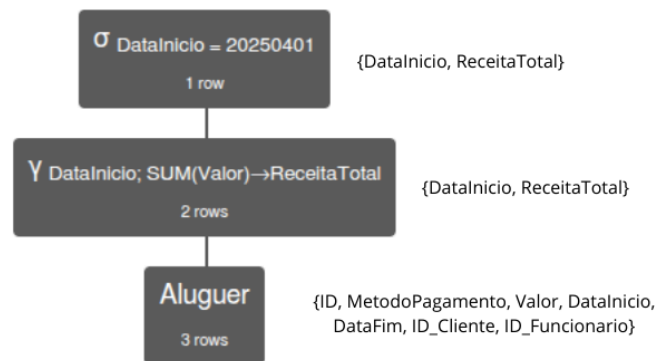 σ DataInicio = 20250401
1 row
{DataInicio, ReceitaTotal}
γ DataInicio; SUM(Valor)→ReceitaTotal
2 rows
{DataInicio, ReceitaTotal}
Aluguer
3 rows
{ID, MetodoPagamento, Valor, DataInicio,
DataFim, ID_Cliente, ID_Funcionario}